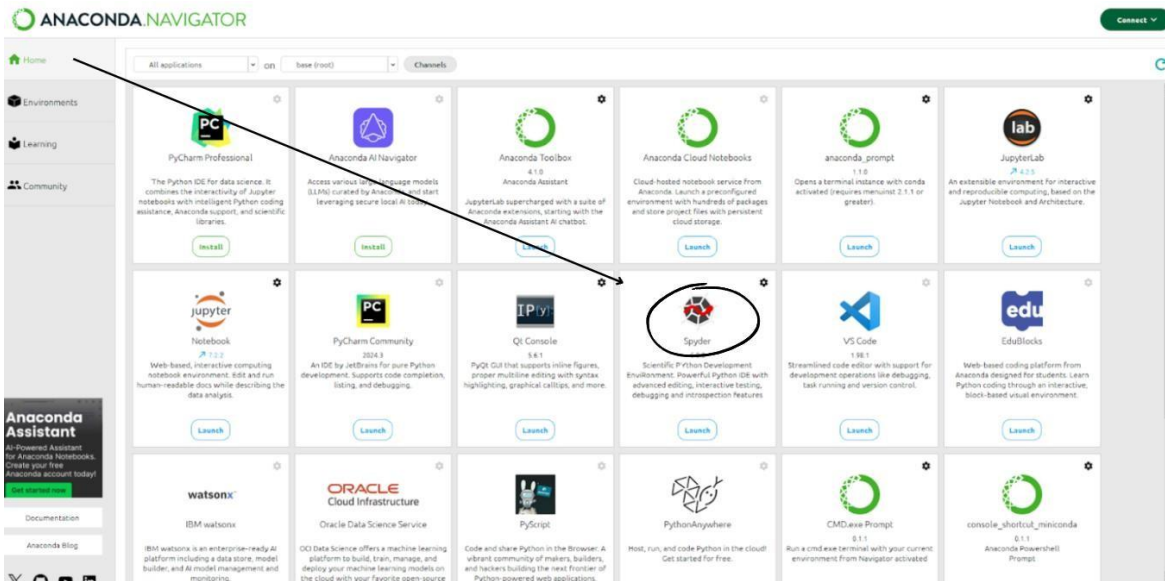 ANACONDA.NAVIGATOR
Connect
Home
All applications
on
base (root)
Channels
Environments
Learning
Community
PyCharm Professional
The Python IDE for data science. It
combines the interactivity of Jupyter
notebooks with intelligent Python coding
assistance, Anaconda support, and scientific
libraries.
Install
Anaconda AI Navigator
Access various large language models
(LLMs) curated by Anaconda and start
leveraging secure local AI today.
Install
Anaconda Toolbox
4.1.0
Anaconda Assistant
JupyterLab supercharged with a suite of
Anaconda extensions, starting with the
Anaconda Assistant AI chatbot.
Launch
Anaconda Cloud Notebooks
Cloud-hosted notebook service from
Anaconda. Launch a preconfigured
environment with hundreds of packages
and store project files with persistent
cloud storage.
Launch
anaconda_prompt
1.1.0
Opens a terminal instance with conda
activated (requires menuinst 2.1.1 or
greater).
Launch
lab
JupyterLab
4.2.5
An extensible environment for interactive
and reproducible computing, based on the
Jupyter Notebook and Architecture.
Launch
jupyter
Notebook
7.2.2
Web-based, interactive computing
notebook environment. Edit and run
human-readable docs while describing the
data analysis.
Launch
PC
PyCharm Community
2024.3
An IDE by JetBrains for pure Python
development. Supports code completion,
listing, and debugging.
Launch
IP[y]:
Qt Console
5.6.1
PyQt GUI that supports inline figures,
proper multiline editing with syntax
highlighting, graphical calltips, and more.
Launch
Spyder
Scientific Python Development
Environment. Powerful Python IDE with
advanced editing, interactive testing,
debugging and introspection features
Launch
VS Code
1.98.1
Streamlined code editor with support for
development operations like debugging,
task running and version control.
Launch
edu
EduBlocks
Web-based coding platform from
Anaconda designed for students. Learn
Python coding through an interactive,
block-based visual environment.
Launch
Anaconda
Assistant
AI-Powered Assistant
for Anaconda Notebooks.
Create your free
Anaconda account today!
Get started now
Documentation
Anaconda Blog
watsonx
IBM watsonx
IBM watsonx is an enterprise-ready AI
platform including a data store, model
builder, and AI model management and
monitoring.
ORACLE
Cloud Infrastructure
Oracle Data Science Service
OCI Data Science offers a machine learning
platform to build, train, manage, and
deploy your machine learning models on
the cloud with your favorite open-source
PyScript
Code and share Python in the Browser. A
vibrant community of makers, builders,
and hackers building the next frontier of
Python-powered web applications.
PythonAnywhere
Host, run, and code Python in the cloud!
Get started for free.
CMD.exe Prompt
0.1.1
Run a cmd.exe terminal with your current
environment from Navigator activated
console_shortcut_miniconda
0.1.1
Anaconda Powershell
Prompt